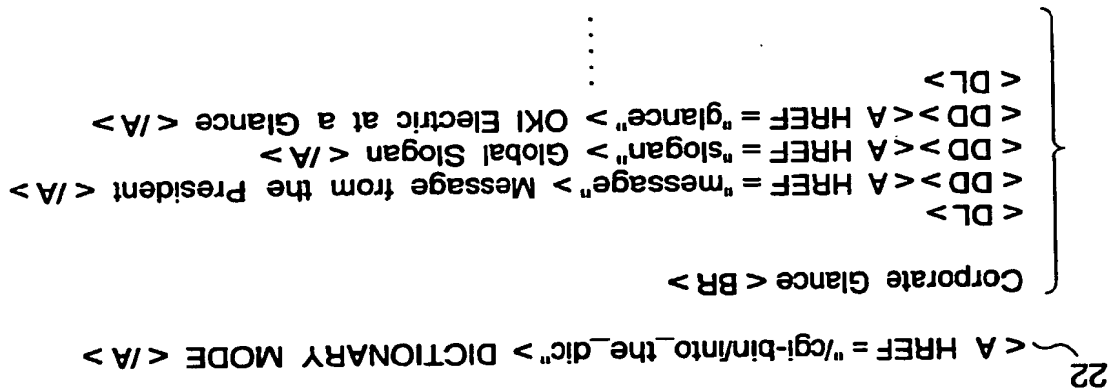 22
< A HREF = "/cgi-bin/into_the_dic" > DICTIONARY MODE < /A >
Corporate Glance < BR >
< DL >
< DD > < A HREF = "message" > Message from the President < /A >
< DD > < A HREF = "slogan" > Global Slogan < /A >
< DD > < A HREF = "glance" > OKI Electric at a Glance < /A >
< DL >
. . . . . .